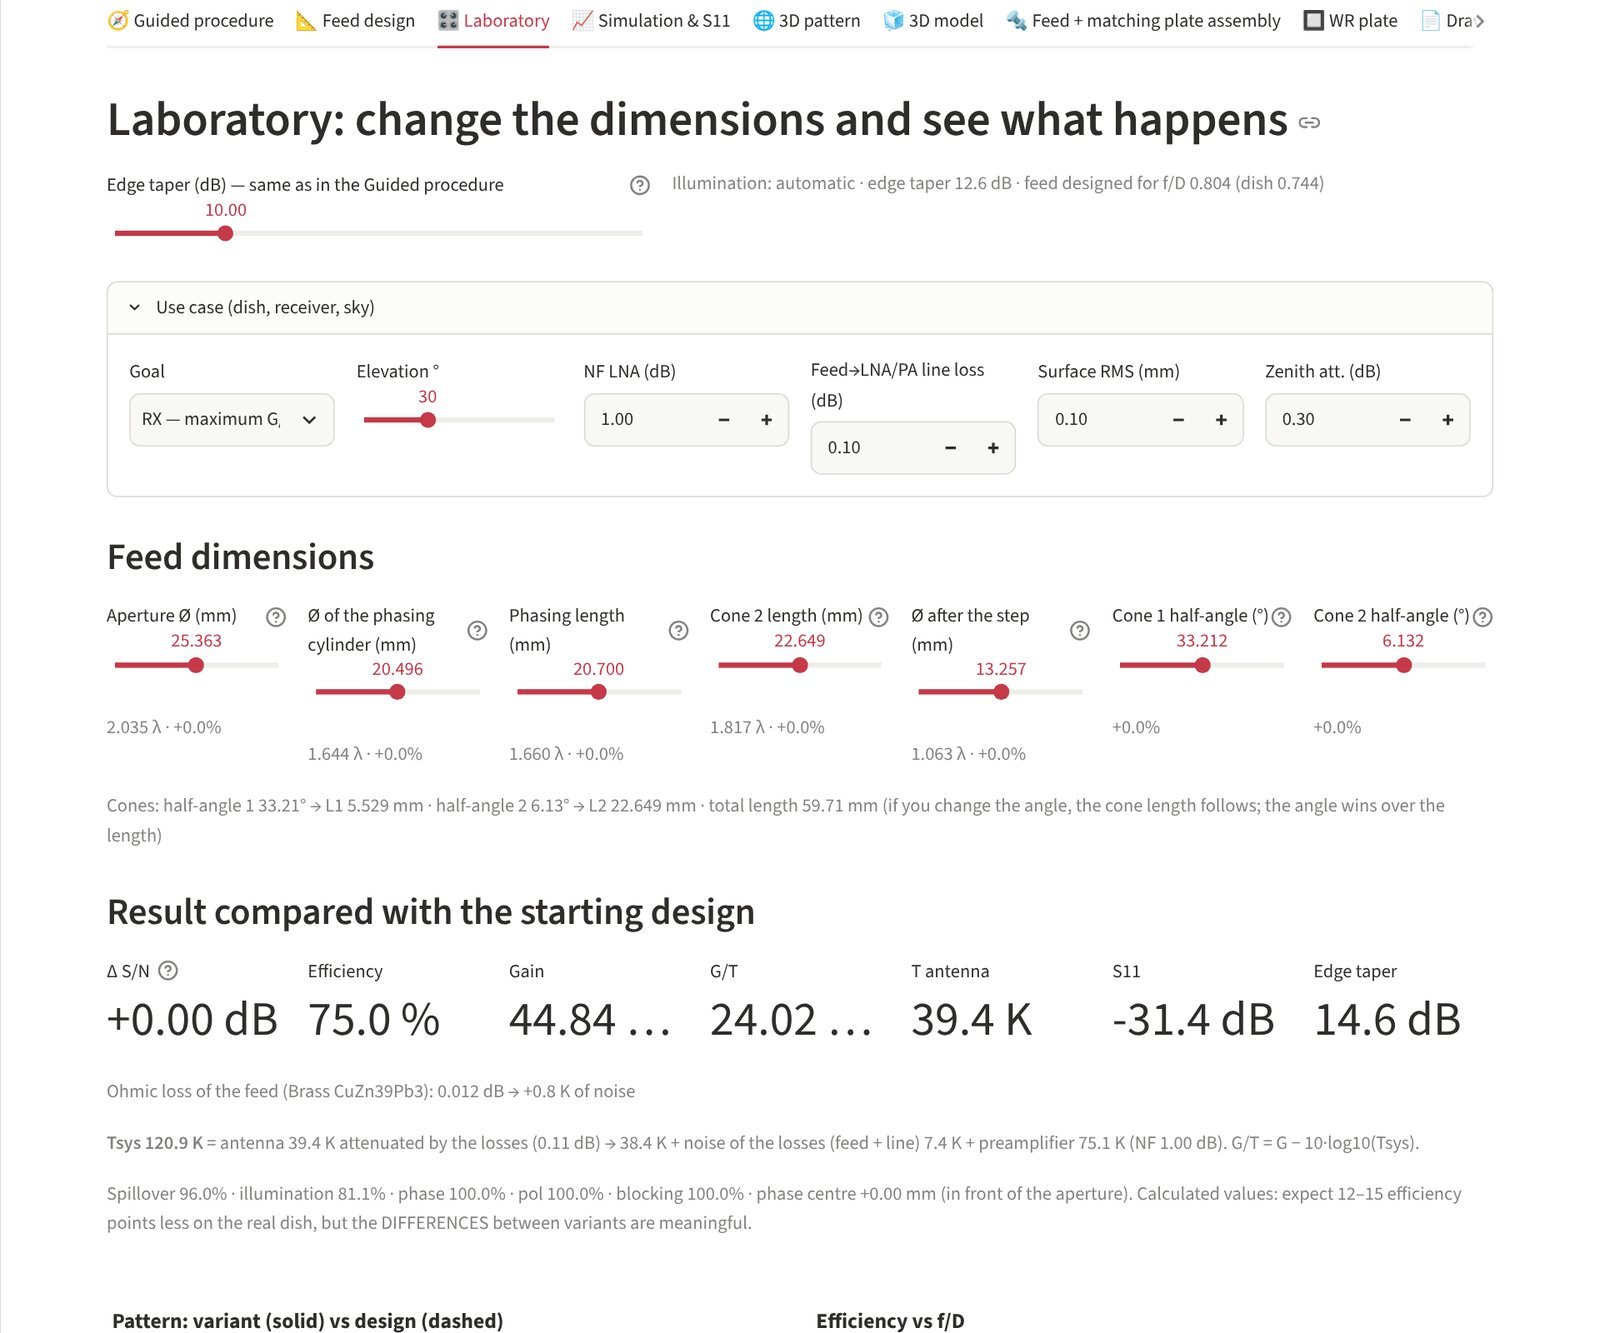 🧭 Guided procedure 📐 Feed design 🎛️ Laboratory 📈 Simulation & S11 🌐 3D pattern 🧊 3D model 🔩 Feed + matching plate assembly 🔲 WR plate 📄 Dra
Laboratory: change the dimensions and see what happens
Edge taper (dB) — same as in the Guided procedure
10.00
Illumination: automatic · edge taper 12.6 dB · feed designed for f/D 0.804 (dish 0.744)
Use case (dish, receiver, sky)
Goal
RX — maximum G,
Elevation °
30
NF LNA (dB)
1.00 − +
Feed→LNA/PA line loss
(dB)
0.10 − +
Surface RMS (mm)
0.10 − +
Zenith att. (dB)
0.30 − +
Feed dimensions
Aperture Ø (mm)
25.363
2.035 λ · +0.0%
Ø of the phasing
cylinder (mm)
20.496
1.644 λ · +0.0%
Phasing length
(mm)
20.700
1.660 λ · +0.0%
Cone 2 length (mm)
22.649
1.817 λ · +0.0%
Ø after the step
(mm)
13.257
1.063 λ · +0.0%
Cone 1 half-angle (°)
33.212
+0.0%
Cone 2 half-angle (°)
6.132
+0.0%
Cones: half-angle 1 33.21° → L1 5.529 mm · half-angle 2 6.13° → L2 22.649 mm · total length 59.71 mm (if you change the angle, the cone length follows; the angle wins over the
length)
Result compared with the starting design
Δ S/N
+0.00 dB
Efficiency
75.0 %
Gain
44.84 …
G/T
24.02 …
T antenna
39.4 K
S11
-31.4 dB
Edge taper
14.6 dB
Ohmic loss of the feed (Brass CuZn39Pb3): 0.012 dB → +0.8 K of noise
Tsys 120.9 K = antenna 39.4 K attenuated by the losses (0.11 dB) → 38.4 K + noise of the losses (feed + line) 7.4 K + preamplifier 75.1 K (NF 1.00 dB). G/T = G − 10·log10(Tsys).
Spillover 96.0% · illumination 81.1% · phase 100.0% · pol 100.0% · blocking 100.0% · phase centre +0.00 mm (in front of the aperture). Calculated values: expect 12–15 efficiency
points less on the real dish, but the DIFFERENCES between variants are meaningful.
Pattern: variant (solid) vs design (dashed)
Efficiency vs f/D